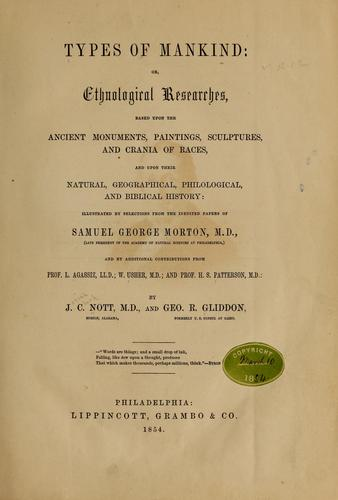 TYPES OF MANKIND:
OR,
Ethnological Researches,
BASED UPON THE
ANCIENT MONUMENTS, PAINTINGS, SCULPTURES,
AND CRANIA OF RACES,
AND UPON THEIR
NATURAL, GEOGRAPHICAL, PHILOLOGICAL,
AND BIBLICAL HISTORY:
ILLUSTRATED BY SELECTIONS FROM THE INEDITED PAPERS OF
SAMUEL GEORGE MORTON, M.D.,
(LATE PRESIDENT OF THE ACADEMY OF NATURAL SCIENCES AT PHILADELPHIA,)
AND BY ADDITIONAL CONTRIBUTIONS FROM
PROF. L. AGASSIZ, LL.D.; W. USHER, M.D.; AND PROF. H. S. PATTERSON, M.D.:
BY
J. C. NOTT, M.D., AND GEO. R. GLIDDON,
MOBILE, ALABAMA, FORMERLY U. S. CONSUL AT CAIRO.
—“Words are things; and a small drop of ink,
Falling, like dew upon a thought, produces
That which makes thousands, perhaps millions, think.”—BYRON
COPYRIGHT
18
PHILADELPHIA:
LIPPINCOTT, GRAMBO & CO.
1854.